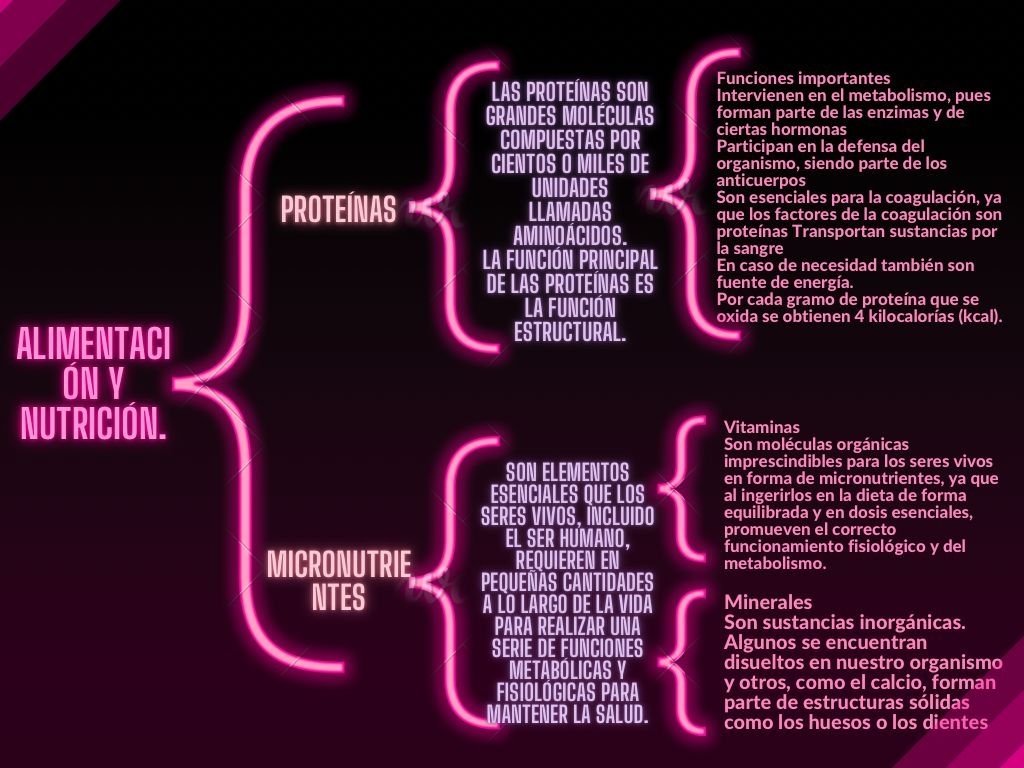 ALIMENTACI
ÓN Y
NUTRICIÓN.
PROTEÍNAS
LAS PROTEÍNAS SON
GRANDES MOLÉCULAS
COMPUESTAS POR
CIENTOS O MILES DE
UNIDADES
LLAMADAS
AMINOÁCIDOS.
LA FUNCIÓN PRINCIPAL
DE LAS PROTEÍNAS ES
LA FUNCIÓN
ESTRUCTURAL.
Funciones importantes
Intervienen en el metabolismo, pues
forman parte de las enzimas y de
ciertas hormonas
Participan en la defensa del
organismo, siendo parte de los
anticuerpos
Son esenciales para la coagulación, ya
que los factores de la coagulación son
proteínas Transportan sustancias por
la sangre
En caso de necesidad también son
fuente de energía.
Por cada gramo de proteína que se
oxida se obtienen 4 kilocalorías (kcal).
MICRONUTRIE
NTES
SON ELEMENTOS
ESENCIALES QUE LOS
SERES VIVOS, INCLUIDO
EL SER HUMANO,
REQUIEREN EN
PEQUEÑAS CANTIDADES
A LO LARGO DE LA VIDA
PARA REALIZAR UNA
SERIE DE FUNCIONES
METABÓLICAS Y
FISIOLÓGICAS PARA
MANTENER LA SALUD.
Vitaminas
Son moléculas orgánicas
imprescindibles para los seres vivos
en forma de micronutrientes, ya que
al ingerirlos en la dieta de forma
equilibrada y en dosis esenciales,
promueven el correcto
funcionamiento fisiológico y del
metabolismo.
Minerales
Son sustancias inorgánicas.
Algunos se encuentran
disueltos en nuestro organismo
y otros, como el calcio, forman
parte de estructuras sólidas
como los huesos o los dientes